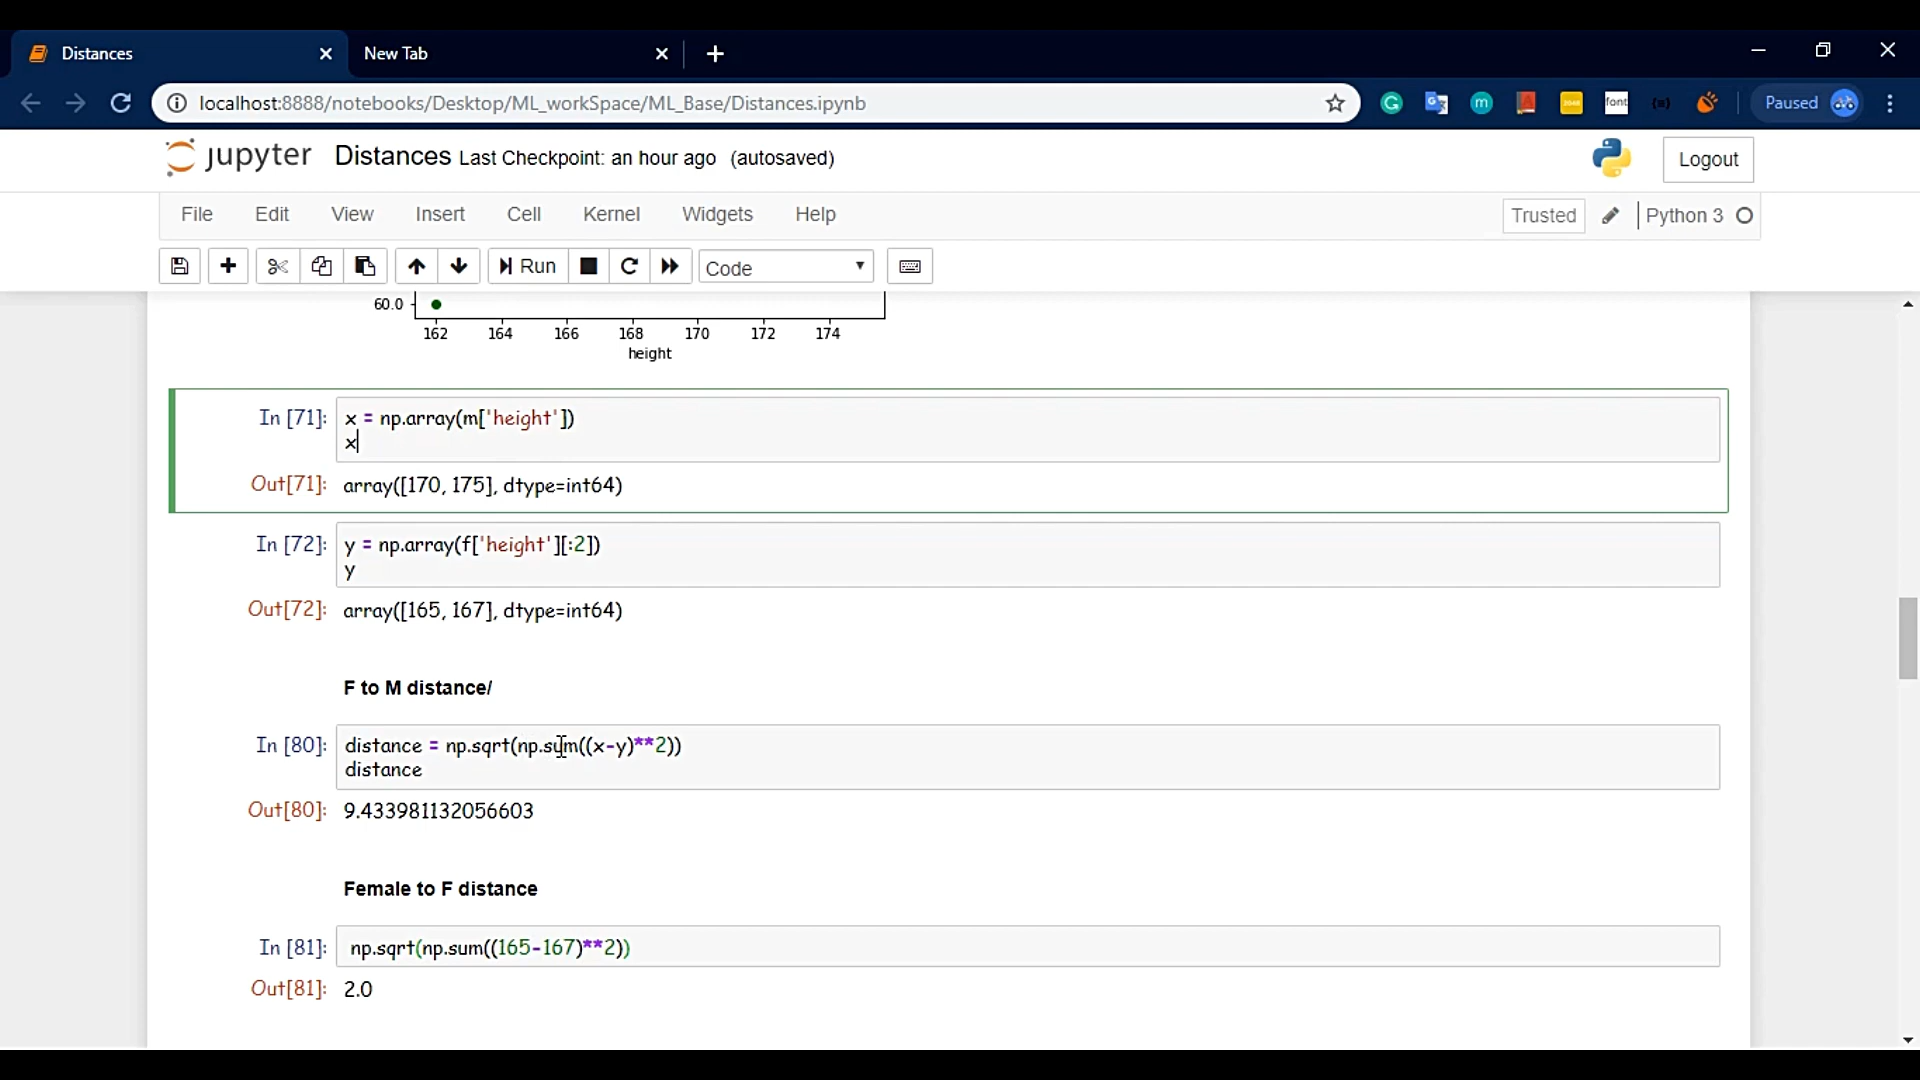 Distances
New Tab
localhost:8888/notebooks/Desktop/ML_workSpace/ML_Base/Distances.ipynb
G
m
font
Paused
jupyter Distances Last Checkpoint: an hour ago (autosaved)
Logout
File Edit View Insert Cell Kernel Widgets Help
Trusted Python 3
Run
Code
60.0
162 164 166 168 170 172 174
height
In [71]: x = np.array(m['height'])
x
Out[71]: array([170, 175], dtype=int64)
In [72]: y = np.array(f['height'][:2])
y
Out[72]: array([165, 167], dtype=int64)
F to M distance/
In [80]: distance = np.sqrt(np.sum((x-y)**2))
distance
Out[80]: 9.433981132056603
Female to F distance
In [81]: np.sqrt(np.sum((165-167)**2))
Out[81]: 2.0